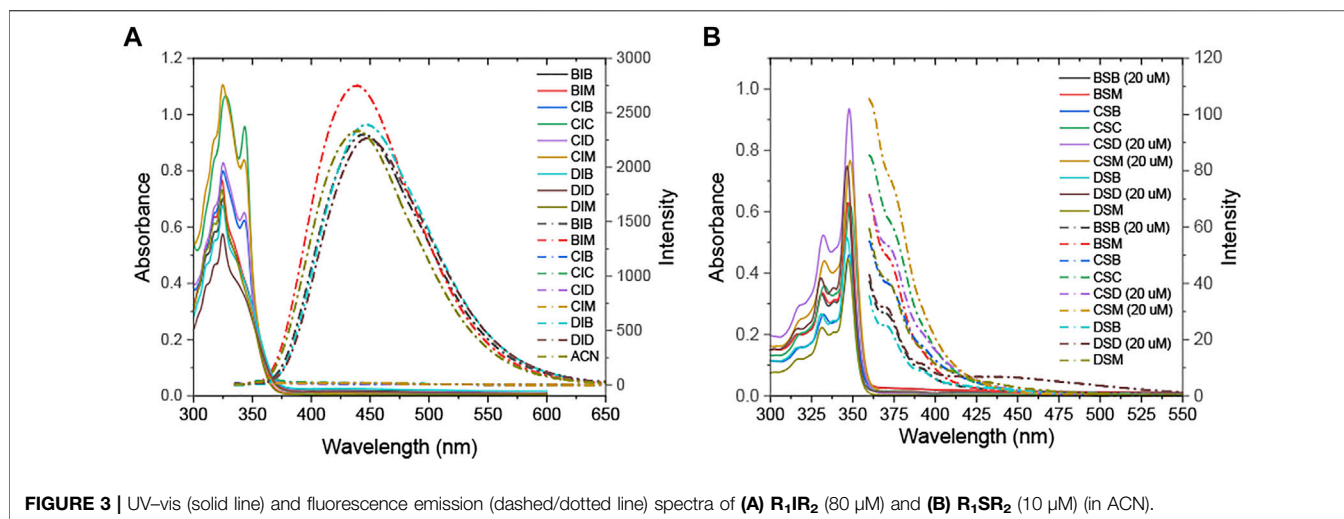 A
B
1.2
1.0
0.8
0.6
0.4
0.2
0.0
Absorbance
300
350
400
450
500
550
600
650
Wavelength (nm)
3000
2500
2000
1500
1000
500
0
Intensity
BIB
BIM
CIB
CIC
CID
CIM
DIB
DID
DIM
BIB
BIM
CIB
CIC
CID
CIM
DIB
DID
ACN
1.0
0.8
0.6
0.4
0.2
0.0
Absorbance
300
325
350
375
400
425
450
475
500
525
550
Wavelength (nm)
120
100
80
60
40
20
0
Intensity
BSB (20 uM)
BSM
CSB
CSC
CSD (20 uM)
CSM (20 uM)
DSB
DSD (20 uM)
DSM
BSB (20 uM)
BSM
CSB
CSC
CSD (20 uM)
CSM (20 uM)
DSB
DSD (20 uM)
DSM
FIGURE 3 | UV–vis (solid line) and fluorescence emission (dashed/dotted line) spectra of (A) R₁IR₂ (80 µM) and (B) R₁SR₂ (10 µM) (in ACN).